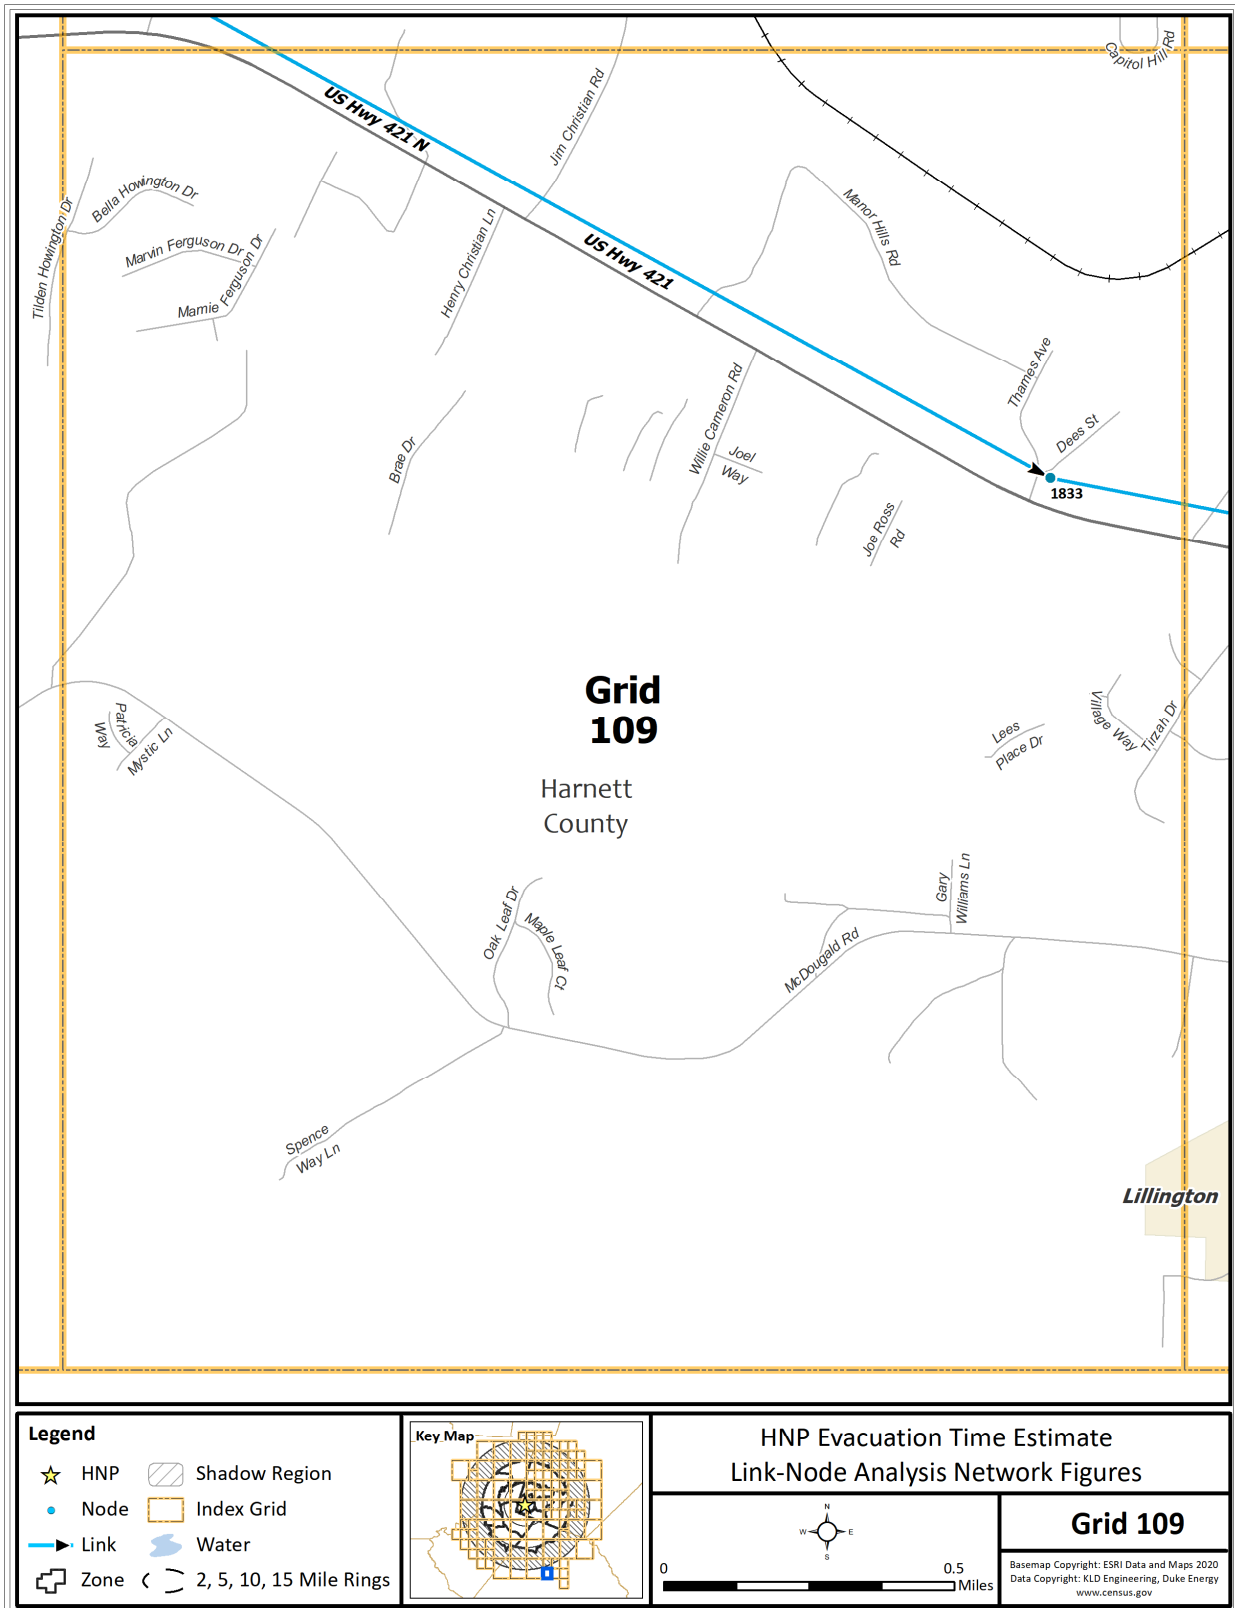 Capitol Hill Rd
US Hwy 421 N
Jim Christian Rd
Bella Howington Dr
Tilden Howington Dr
Marvin Ferguson Dr
Mamie Ferguson Dr
Henry Christian Ln
US Hwy 421
Manor Hills Rd
Thames Ave
Dees St
1833
Willie Cameron Rd
Joel
Way
Brae Dr
Joe Ross
Rd
Grid
109
Harnett
County
Patricia
Way
Mystic Ln
Village Way
Tirzah Dr
Lees
Place Dr
Gary
Williams Ln
Oak Leaf Dr
Maple Leaf Ct
McDougald Rd
Spence
Way Ln
Lillington
Legend
HNP
Node
Link
Zone
Shadow Region
Index Grid
Water
2, 5, 10, 15 Mile Rings
Key Map
HNP Evacuation Time Estimate
Link-Node Analysis Network Figures
N
W E
S
0 0.5
Miles
Grid 109
Basemap Copyright: ESRI Data and Maps 2020
Data Copyright: KLD Engineering, Duke Energy
www.census.gov